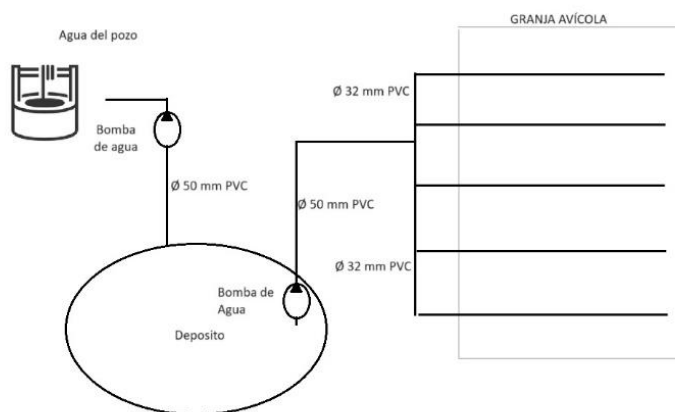 GRANJA AVÍCOLA
Agua del pozo
Ø 32 mm PVC
Bomba
de agua
Ø 50 mm PVC
Ø 50 mm PVC
Ø 32 mm PVC
Bomba de
Agua
Deposito